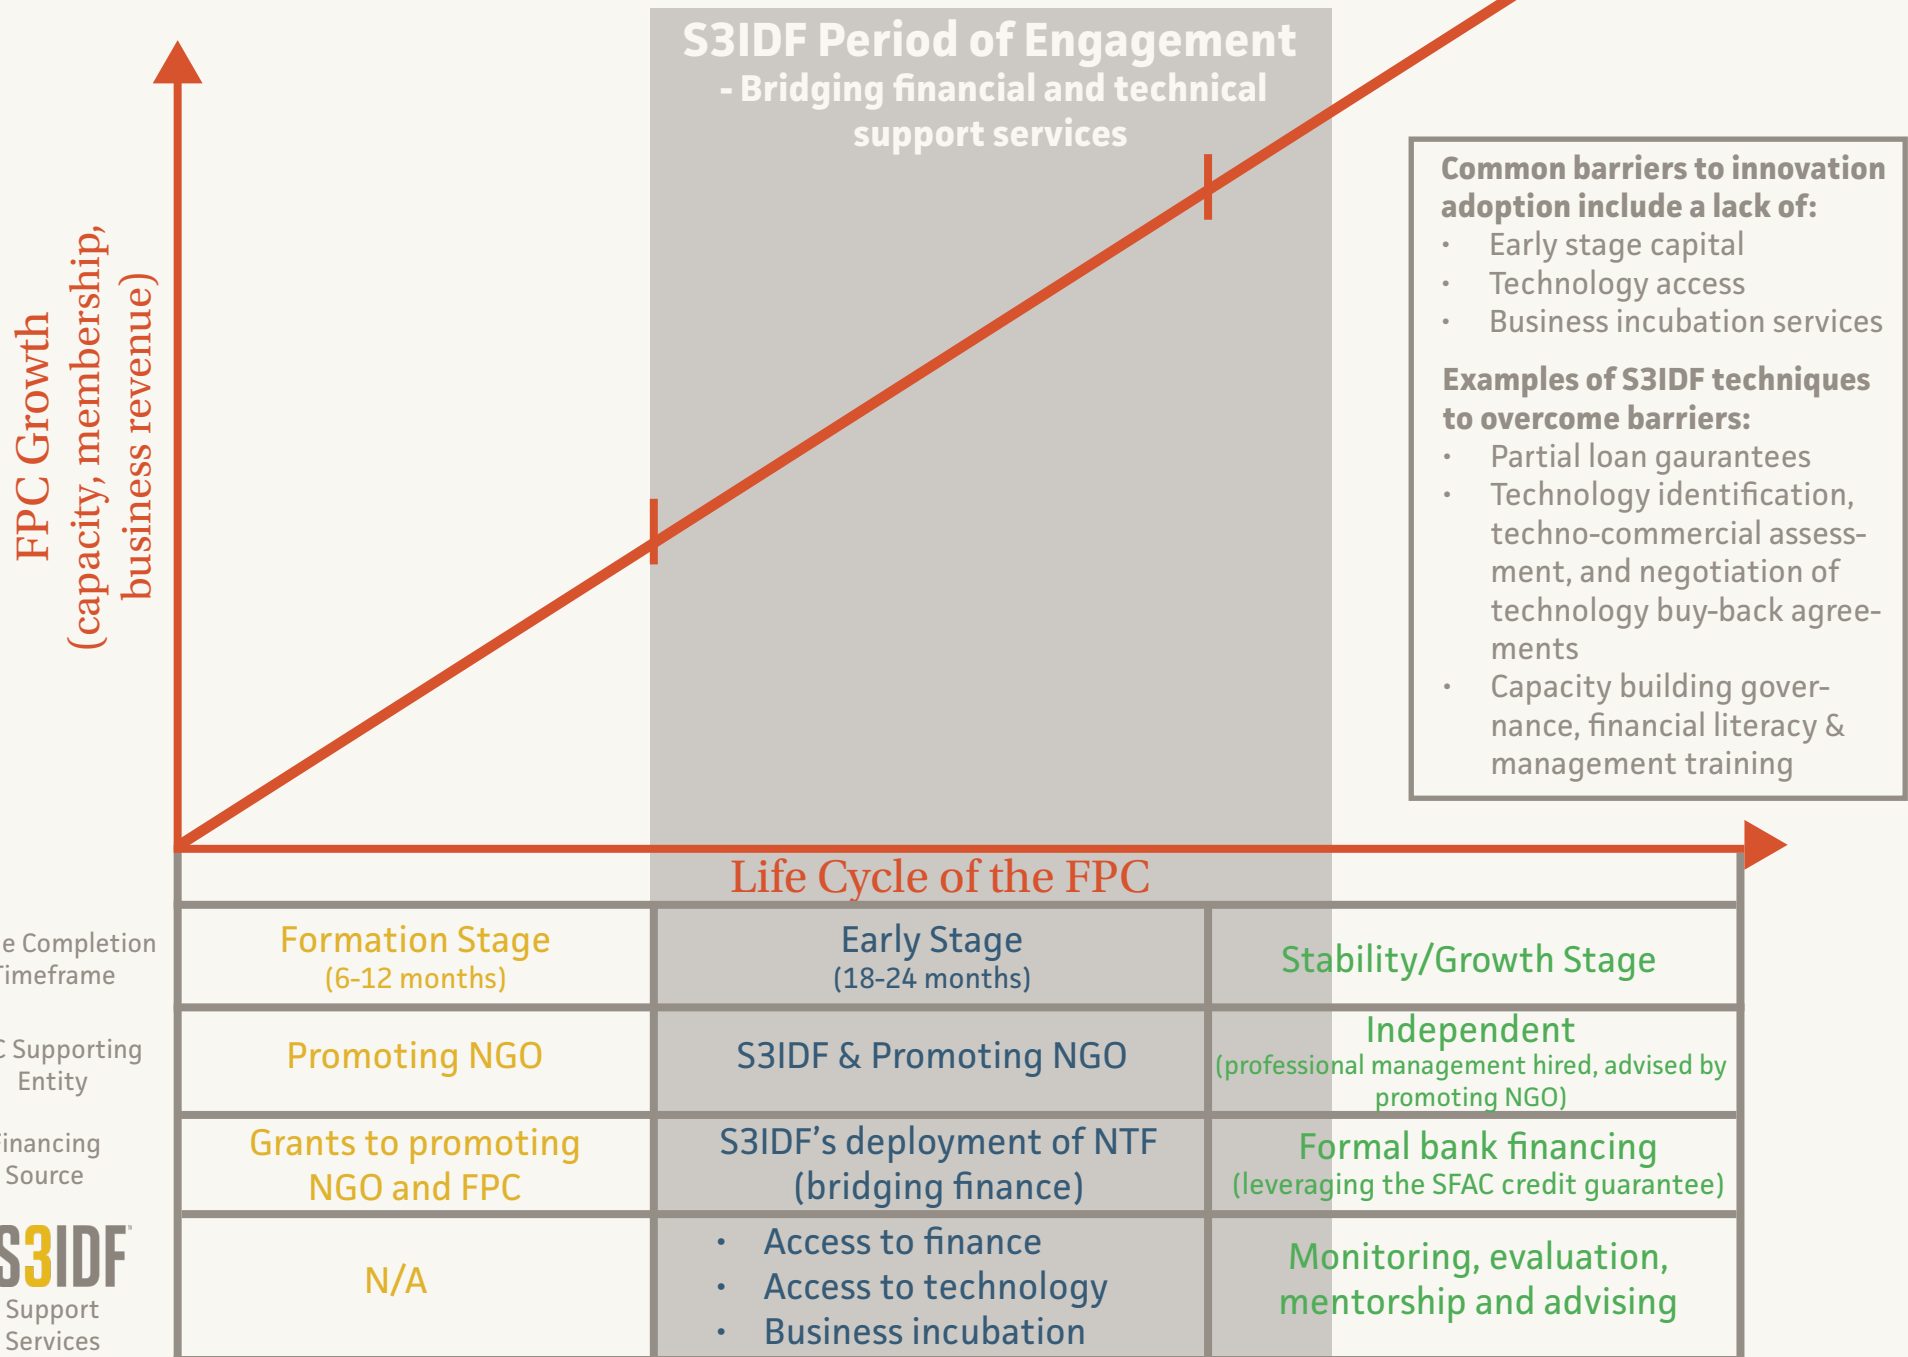 S3IDF Period of Engagement
- Bridging financial and technical
support services
FPC Growth
(capacity, membership,
business revenue)
Common barriers to innovation
adoption include a lack of:
• Early stage capital
• Technology access
• Business incubation services
Examples of S3IDF techniques
to overcome barriers:
• Partial loan gaurantees
• Technology identification,
techno-commercial assess-
ment, and negotiation of
technology buy-back agree-
ments
• Capacity building gover-
nance, financial literacy &
management training
Life Cycle of the FPC
e Completion
Timeframe
Formation Stage
(6-12 months)
Early Stage
(18-24 months)
Stability/Growth Stage
C Supporting
Entity
Promoting NGO
S3IDF & Promoting NGO
Independent
(professional management hired, advised by
promoting NGO)
Financing
Source
Grants to promoting
NGO and FPC
S3IDF’s deployment of NTF
(bridging finance)
Formal bank financing
(leveraging the SFAC credit guarantee)
S3IDF™
Support
Services
N/A
• Access to finance
• Access to technology
• Business incubation
Monitoring, evaluation,
mentorship and advising